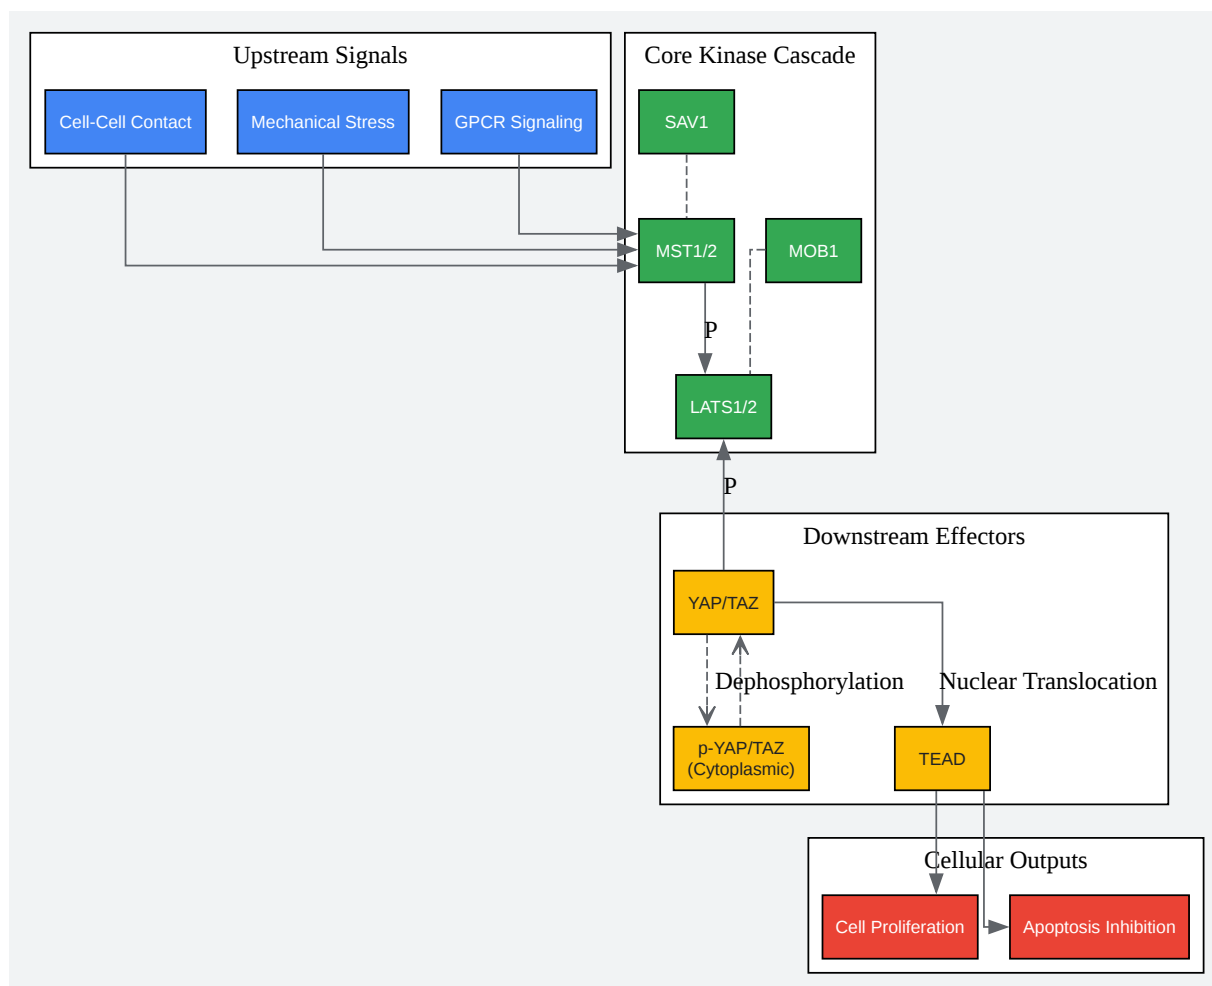 Upstream Signals
Cell-Cell Contact
Mechanical Stress
GPCR Signaling
Core Kinase Cascade
SAV1
MST1/2
MOB1
P
LATS1/2
P
Downstream Effectors
YAP/TAZ
Dephosphorylation
Nuclear Translocation
p-YAP/TAZ
(Cytoplasmic)
TEAD
Cellular Outputs
Cell Proliferation
Apoptosis Inhibition